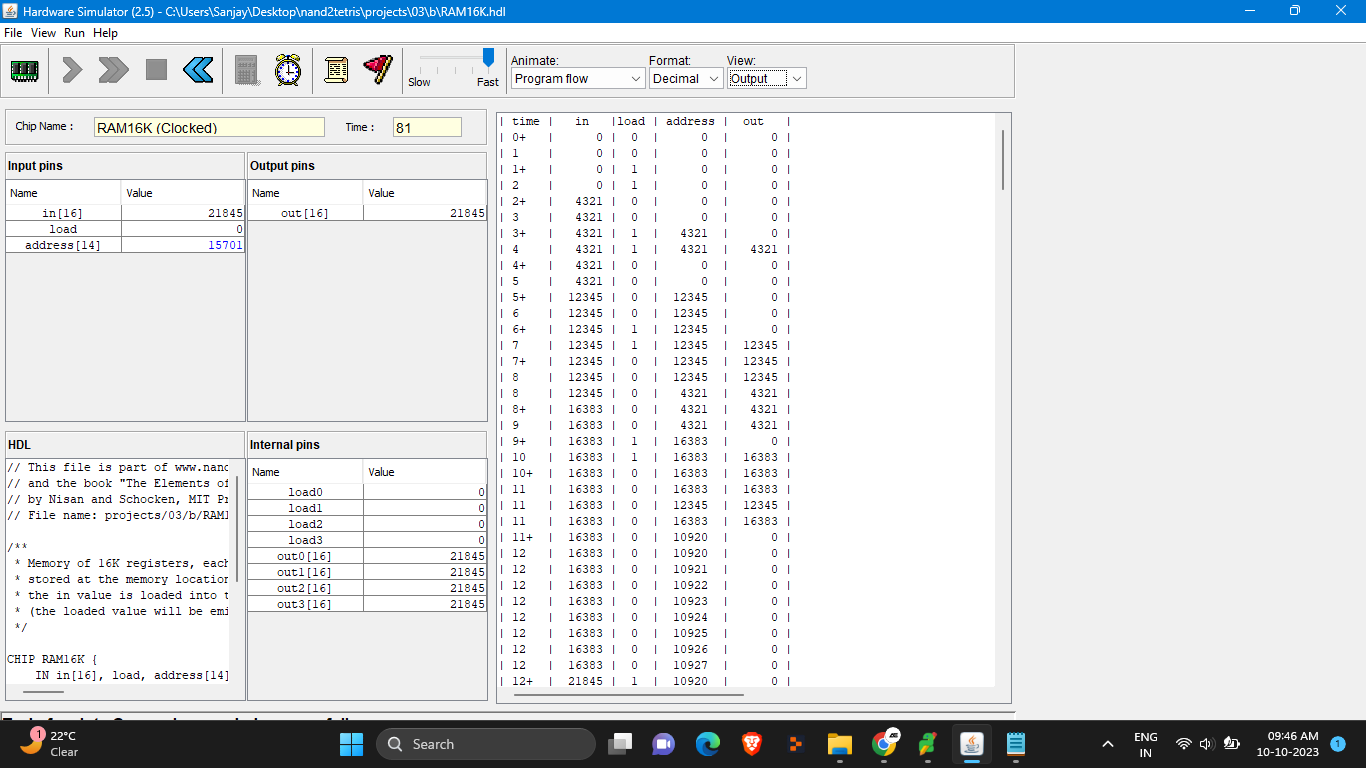 Hardware Simulator (2.5) - C:\Users\Sanjay\Desktop\nand2tetris\projects\03\b\RAM16K.hdl
File View Run Help
Animate: Format: View:
Slow Fast Program flow Decimal Output
Chip Name : RAM16K (Clocked) Time : 81
Input pins
Name Value
in[16] 21845
load 0
address[14] 15701
Output pins
Name Value
out[16] 21845
HDL
// This file is part of www.nand
// and the book "The Elements of
// by Nisan and Schocken, MIT Pr
// File name: projects/03/b/RAM1
/**
* Memory of 16K registers, each
* stored at the memory location
* the in value is loaded into t
* (the loaded value will be emi
*/
CHIP RAM16K {
IN in[16], load, address[14]
Internal pins
Name Value
load0 0
load1 0
load2 0
load3 0
out0[16] 21845
out1[16] 21845
out2[16] 21845
out3[16] 21845
| time | in |load | address | out |
| 0+ | 0 | 0 | 0 | 0 |
| 1 | 0 | 0 | 0 | 0 |
| 1+ | 0 | 1 | 0 | 0 |
| 2 | 0 | 1 | 0 | 0 |
| 2+ | 4321 | 0 | 0 | 0 |
| 3 | 4321 | 0 | 0 | 0 |
| 3+ | 4321 | 1 | 4321 | 0 |
| 4 | 4321 | 1 | 4321 | 4321 |
| 4+ | 4321 | 0 | 0 | 0 |
| 5 | 4321 | 0 | 0 | 0 |
| 5+ | 12345 | 0 | 12345 | 0 |
| 6 | 12345 | 0 | 12345 | 0 |
| 6+ | 12345 | 1 | 12345 | 0 |
| 7 | 12345 | 1 | 12345 | 12345 |
| 7+ | 12345 | 0 | 12345 | 12345 |
| 8 | 12345 | 0 | 12345 | 12345 |
| 8 | 12345 | 0 | 4321 | 4321 |
| 8+ | 16383 | 0 | 4321 | 4321 |
| 9 | 16383 | 0 | 4321 | 4321 |
| 9+ | 16383 | 1 | 16383 | 0 |
| 10 | 16383 | 1 | 16383 | 16383 |
| 10+ | 16383 | 0 | 16383 | 16383 |
| 11 | 16383 | 0 | 16383 | 16383 |
| 11 | 16383 | 0 | 12345 | 12345 |
| 11 | 16383 | 0 | 16383 | 16383 |
| 11+ | 16383 | 0 | 10920 | 0 |
| 12 | 16383 | 0 | 10920 | 0 |
| 12 | 16383 | 0 | 10921 | 0 |
| 12 | 16383 | 0 | 10922 | 0 |
| 12 | 16383 | 0 | 10923 | 0 |
| 12 | 16383 | 0 | 10924 | 0 |
| 12 | 16383 | 0 | 10925 | 0 |
| 12 | 16383 | 0 | 10926 | 0 |
| 12 | 16383 | 0 | 10927 | 0 |
| 12+ | 21845 | 1 | 10920 | 0 |
1
22°C
Clear
Search
ENG
IN
09:46 AM
10-10-2023
1